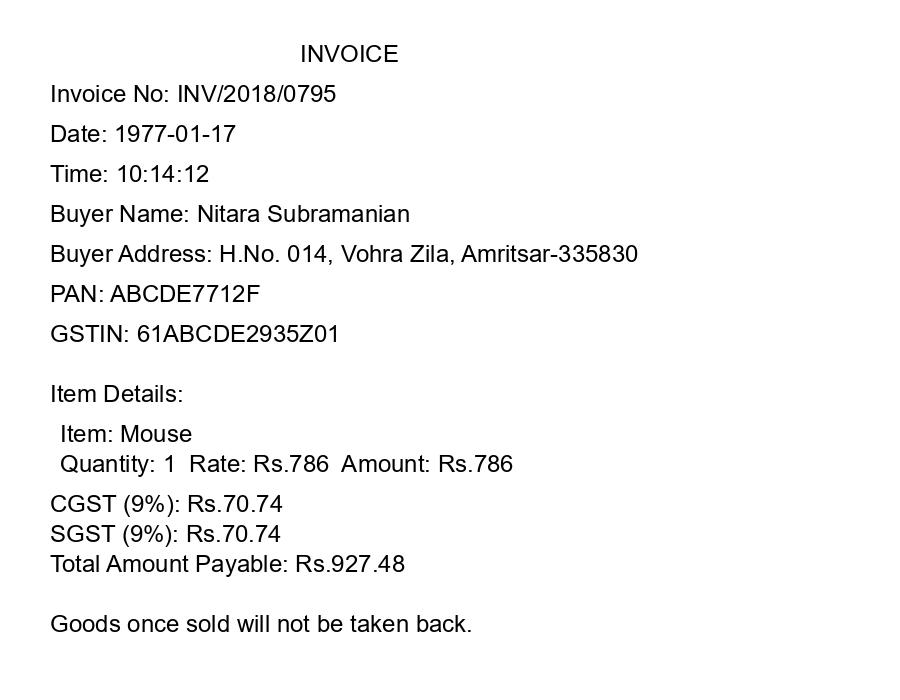 INVOICE
Invoice No: INV/2018/0795
Date: 1977-01-17
Time: 10:14:12
Buyer Name: Nitara Subramanian
Buyer Address: H.No. 014, Vohra Zila, Amritsar-335830
PAN: ABCDE7712F
GSTIN: 61ABCDE2935Z01
Item Details:
Item: Mouse
Quantity: 1  Rate: Rs.786  Amount: Rs.786
CGST (9%): Rs.70.74
SGST (9%): Rs.70.74
Total Amount Payable: Rs.927.48
Goods once sold will not be taken back.